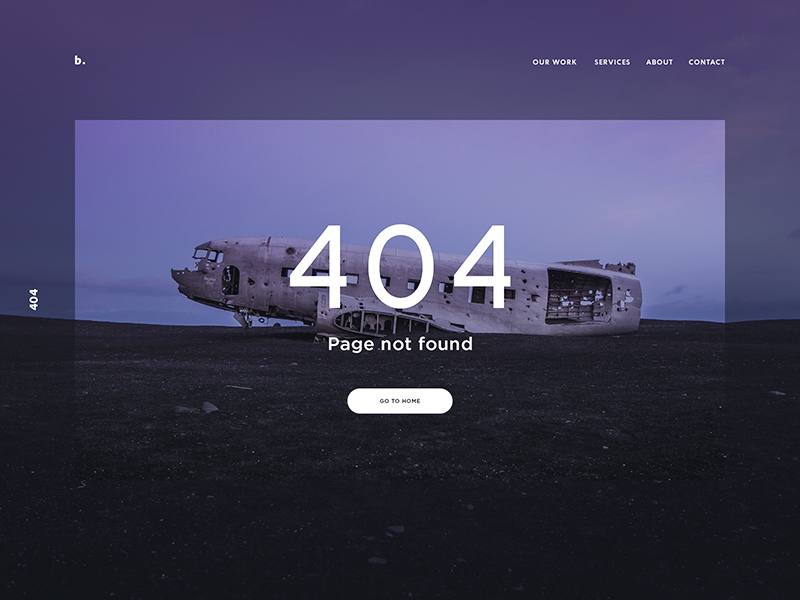 b.
OUR WORK SERVICES ABOUT CONTACT
404
404
Page not found
GO TO HOME